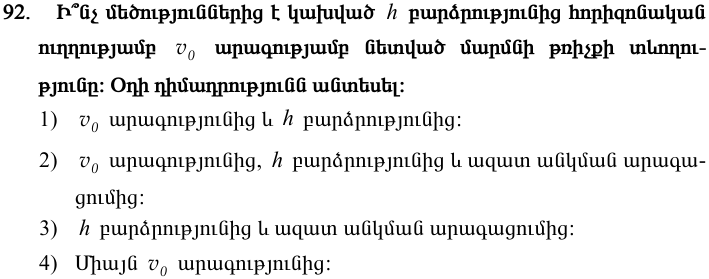 92. Ի՞նչ մեծություններից է կախված h բարձրությունից հորիզոնական
ուղղությամբ v₀ արագությամբ նետված մարմնի թռիչքի տևողու-
թյունը: Օդի դիմադրությունն անտեսել:
1) v₀ արագությունից և h բարձրությունից:
2) v₀ արագությունից, h բարձրությունից և ազատ անկման արագա-
ցումից:
3) h բարձրությունից և ազատ անկման արագացումից:
4) Միայն v₀ արագությունից: